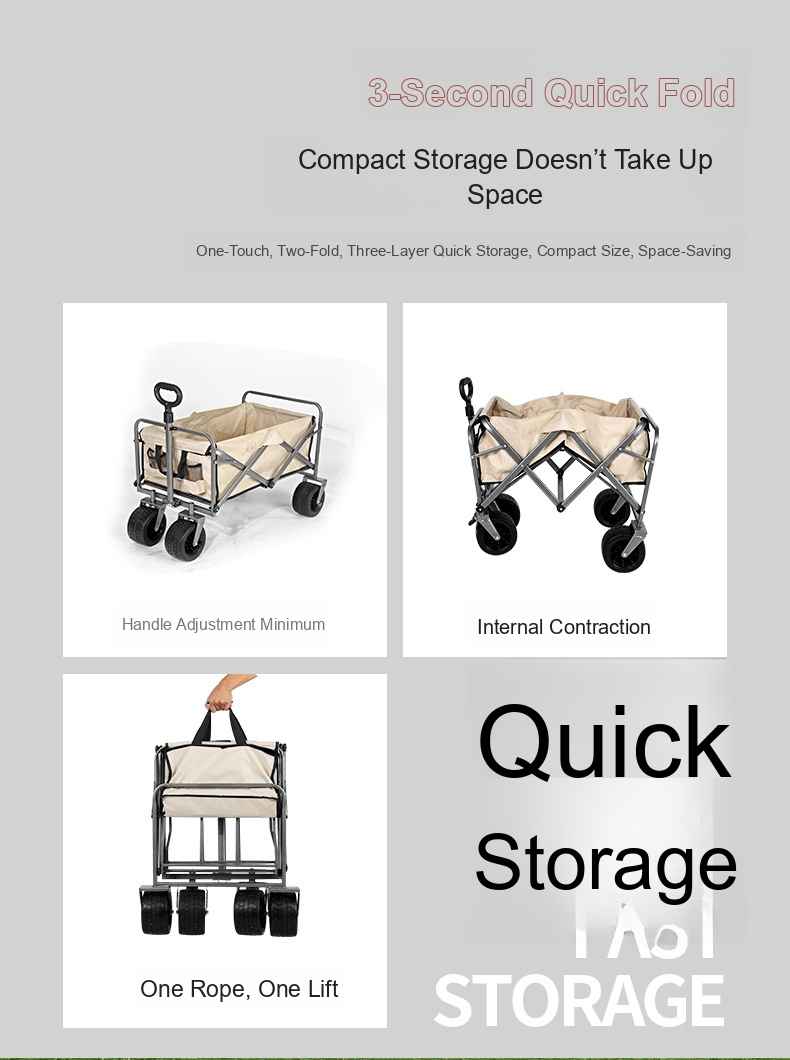 3-Second Quick Fold
Compact Storage Doesn’t Take Up
Space
One-Touch, Two-Fold, Three-Layer Quick Storage, Compact Size, Space-Saving
Handle Adjustment Minimum
Internal Contraction
Quick
Storage
One Rope, One Lift
STORAGE